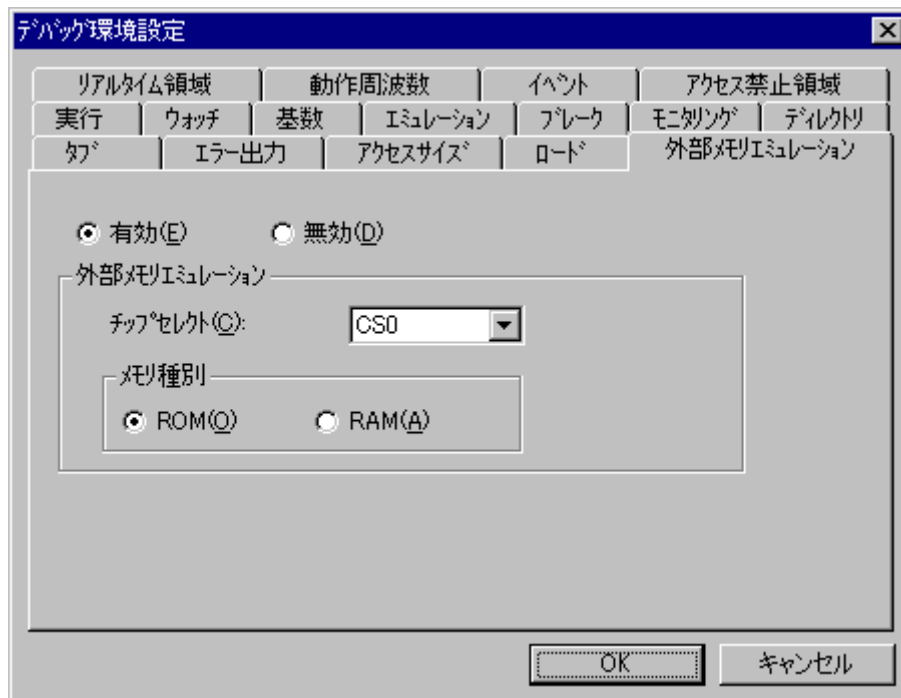 ﾃﾞﾊﾞｯｸﾞ環境設定
ﾘｱﾙﾀｲﾑ領域 動作周波数 ｲﾍﾞﾝﾄ ｱｸｾｽ禁止領域
実行 ｳｫｯﾁ 基数 ｴﾐｭﾚｰｼｮﾝ ﾌﾞﾚｰｸ ﾓﾆﾀﾘﾝｸﾞ ﾃﾞｨﾚｸﾄﾘ
ﾀﾌﾞ エラー出力 ｱｸｾｽｻｲｽﾞ ﾛｰﾄﾞ 外部ﾒﾓﾘｴﾐｭﾚｰｼｮﾝ
有効(E) 無効(D)
外部ﾒﾓﾘｴﾐｭﾚｰｼｮﾝ
ﾁｯﾌﾟｾﾚｸﾄ(C): CS0
ﾒﾓﾘ種別
ROM(O) RAM(A)
OK キャンセル